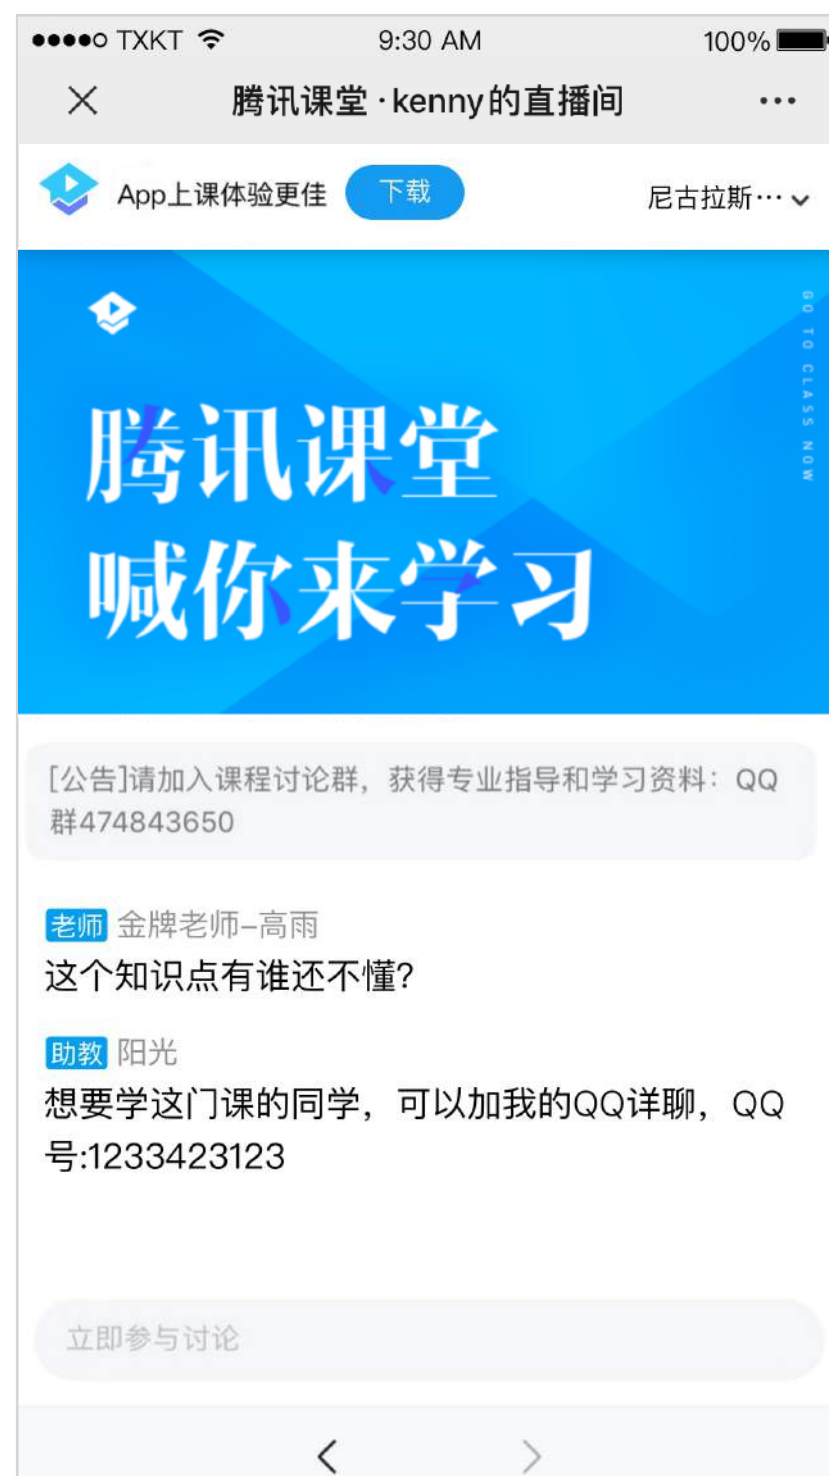 ●●●●○ TXKT 9:30 AM 100%
腾讯课堂 · kenny的直播间 ···
App上课体验更佳 下载 尼古拉斯···
GO TO CLASS NOW
腾讯课堂
喊你来学习
[公告]请加入课程讨论群，获得专业指导和学习资料：QQ
群474843650
老师 金牌老师-高雨
这个知识点有谁还不懂?
助教 阳光
想要学这门课的同学，可以加我的QQ详聊，QQ
号:1233423123
立即参与讨论